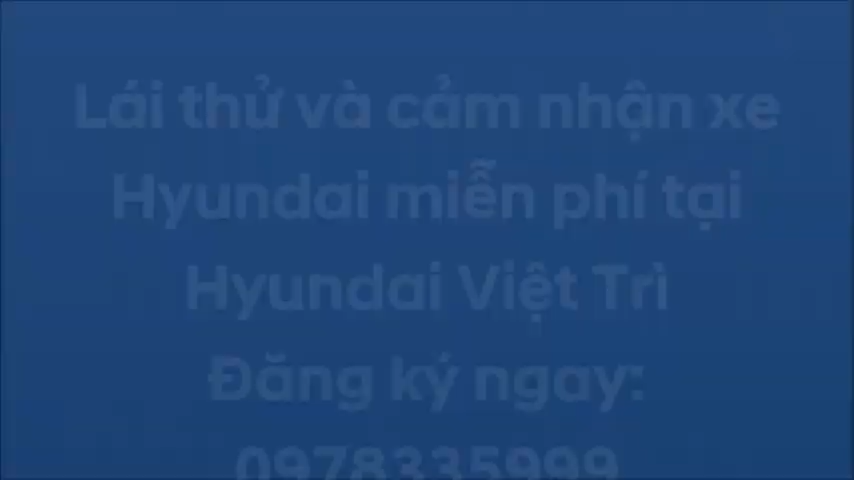 Lái thử và cảm nhận xe
Hyundai miễn phí tại
Hyundai Việt Trì
Đăng ký ngay:
0978335999